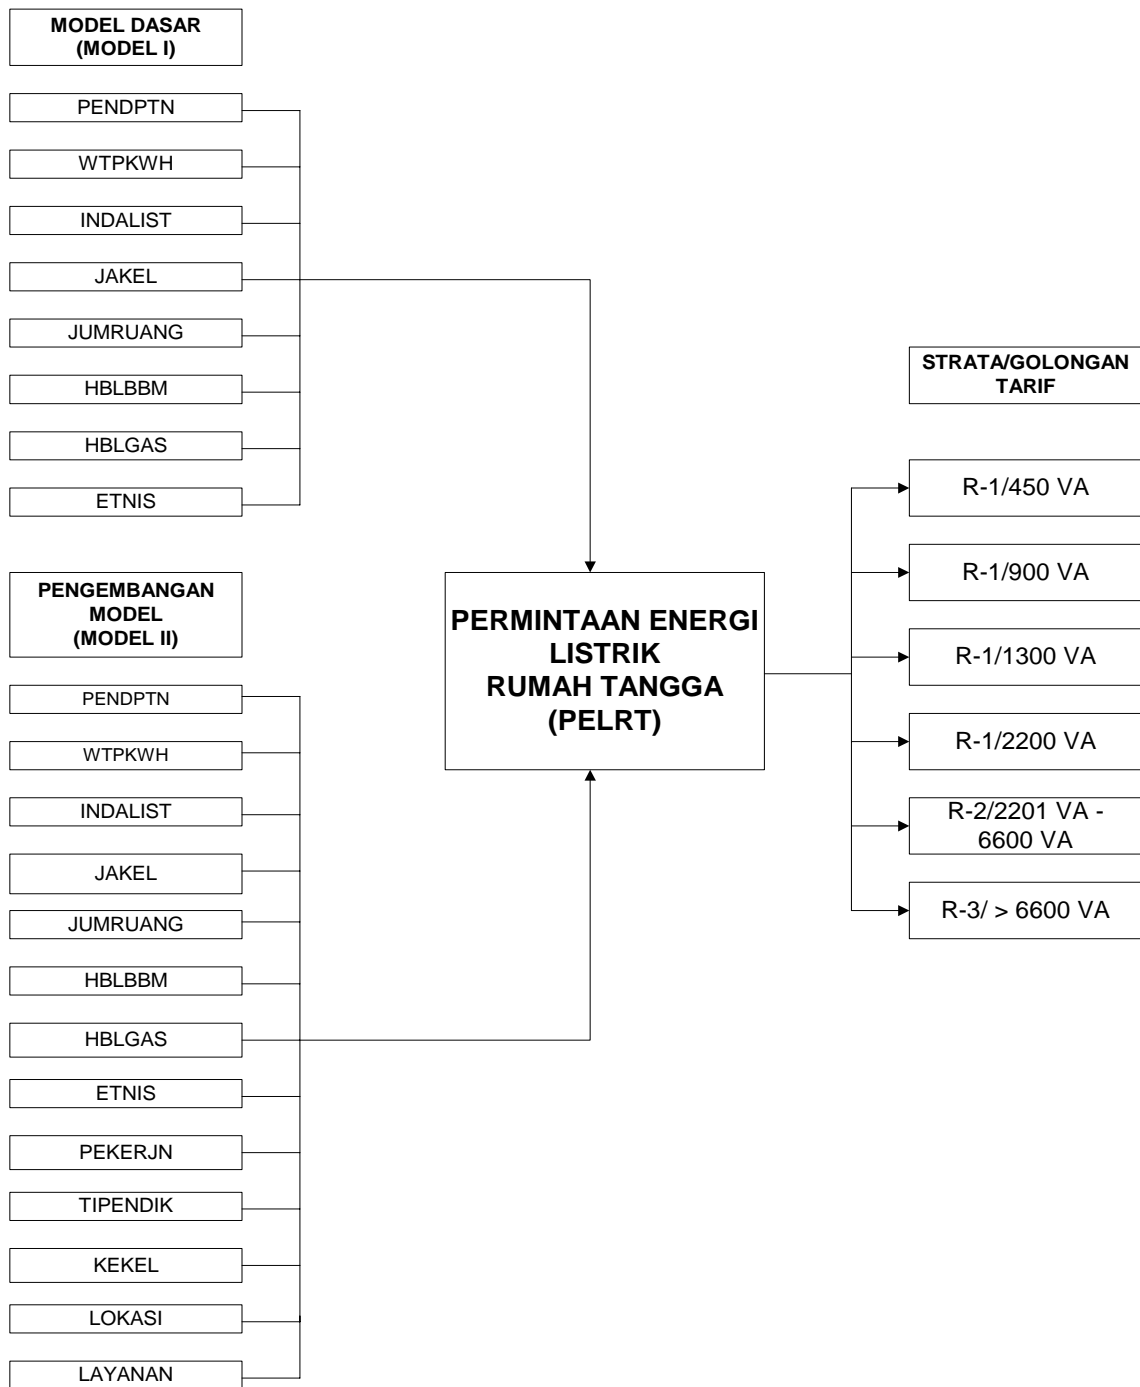 MODEL DASAR
(MODEL I)
PENDPTN
WTPKWH
INDALIST
JAKEL
JUMRUANG
HBLBBM
HBLGAS
ETNIS
PENGEMBANGAN
MODEL
(MODEL II)
PENDPTN
WTPKWH
INDALIST
JAKEL
JUMRUANG
HBLBBM
HBLGAS
ETNIS
PEKERJN
TIPENDIK
KEKEL
LOKASI
LAYANAN
PERMINTAAN ENERGI
LISTRIK
RUMAH TANGGA
(PELRT)
STRATA/GOLONGAN
TARIF
R-1/450 VA
R-1/900 VA
R-1/1300 VA
R-1/2200 VA
R-2/2201 VA -
6600 VA
R-3/ > 6600 VA